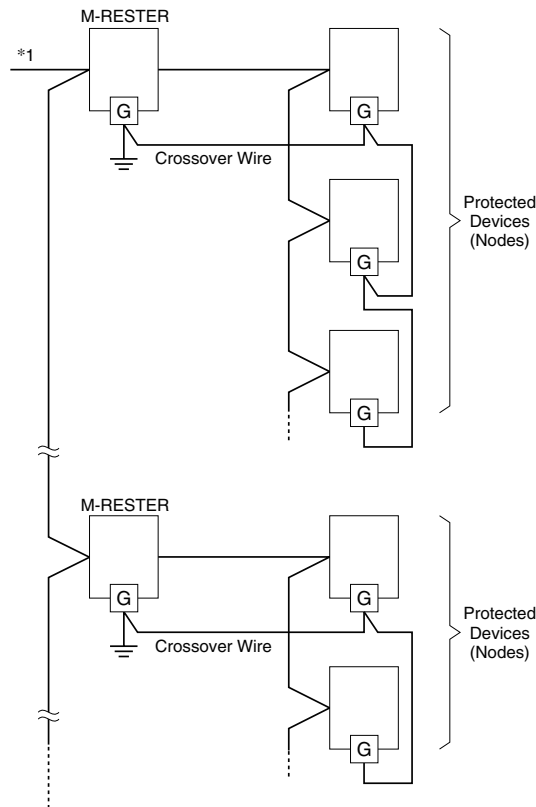 M-RESTER
*1
G
G
Crossover Wire
G
Protected
Devices
(Nodes)
G
M-RESTER
G
G
Crossover Wire
Protected
Devices
(Nodes)
G